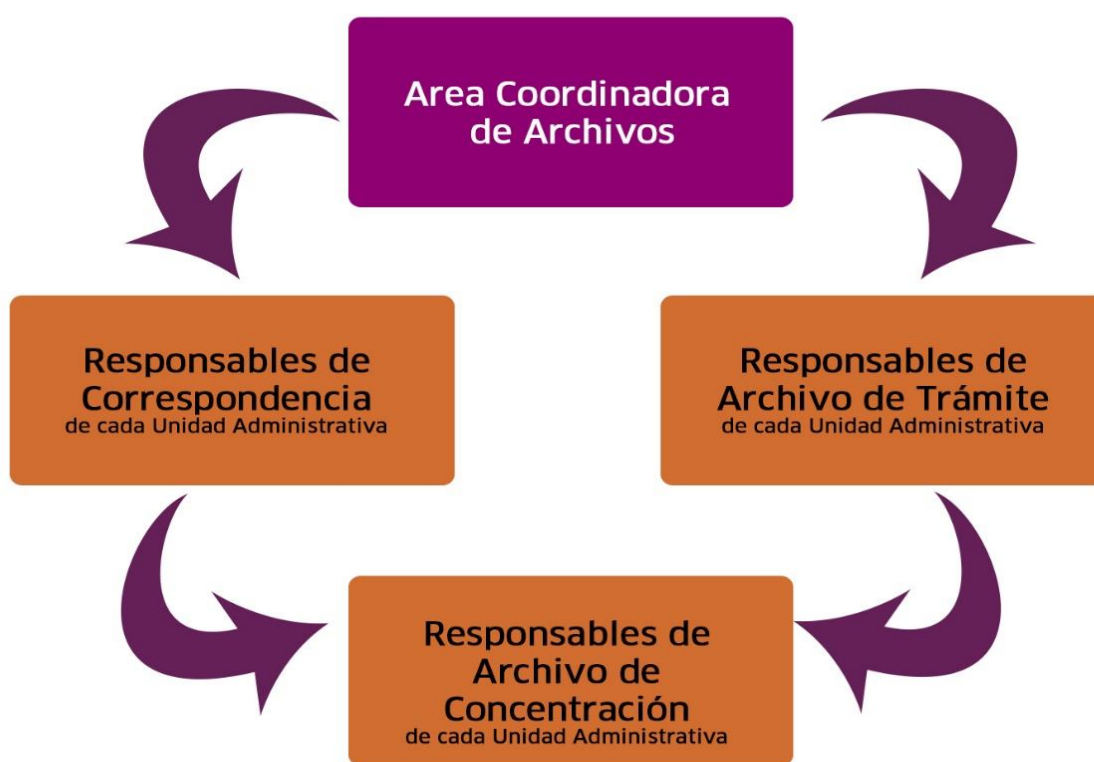 Area Coordinadora
de Archivos
Responsables de
Correspondencia
de cada Unidad Administrativa
Responsables de
Archivo de Trámite
de cada Unidad Administrativa
Responsables de
Archivo de
Concentración
de cada Unidad Administrativa